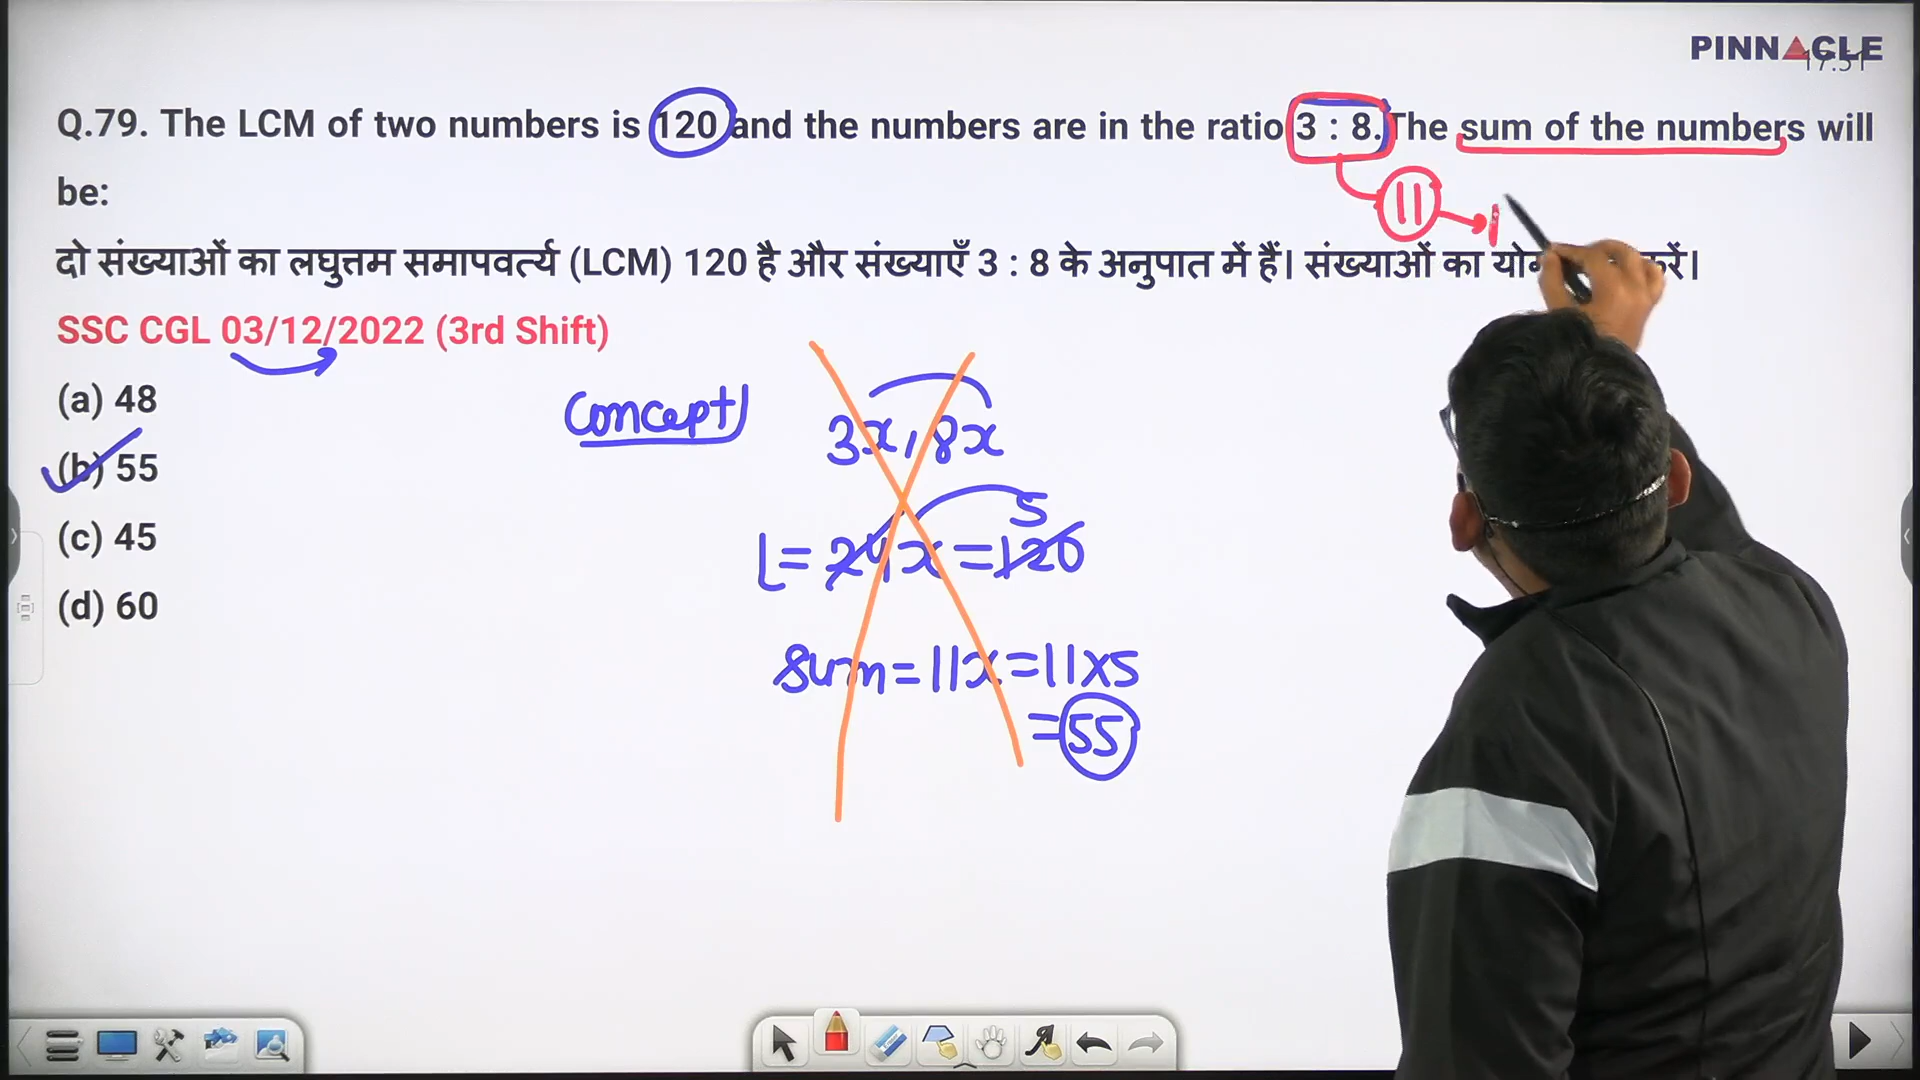 PINNACLE
17:51
Q.79. The LCM of two numbers is 120 and the numbers are in the ratio 3 : 8. The sum of the numbers will
be:
11
दो संख्याओं का लघुत्तम समापवर्त्य (LCM) 120 है और संख्याएँ 3 : 8 के अनुपात में हैं। संख्याओं का
SSC CGL 03/12/2022 (3rd Shift)
(a) 48
(b) 55
(c) 45
(d) 60
Concept
3x, 8x
5
L = 24x = 120
Sum = 11x = 11x5
= 55